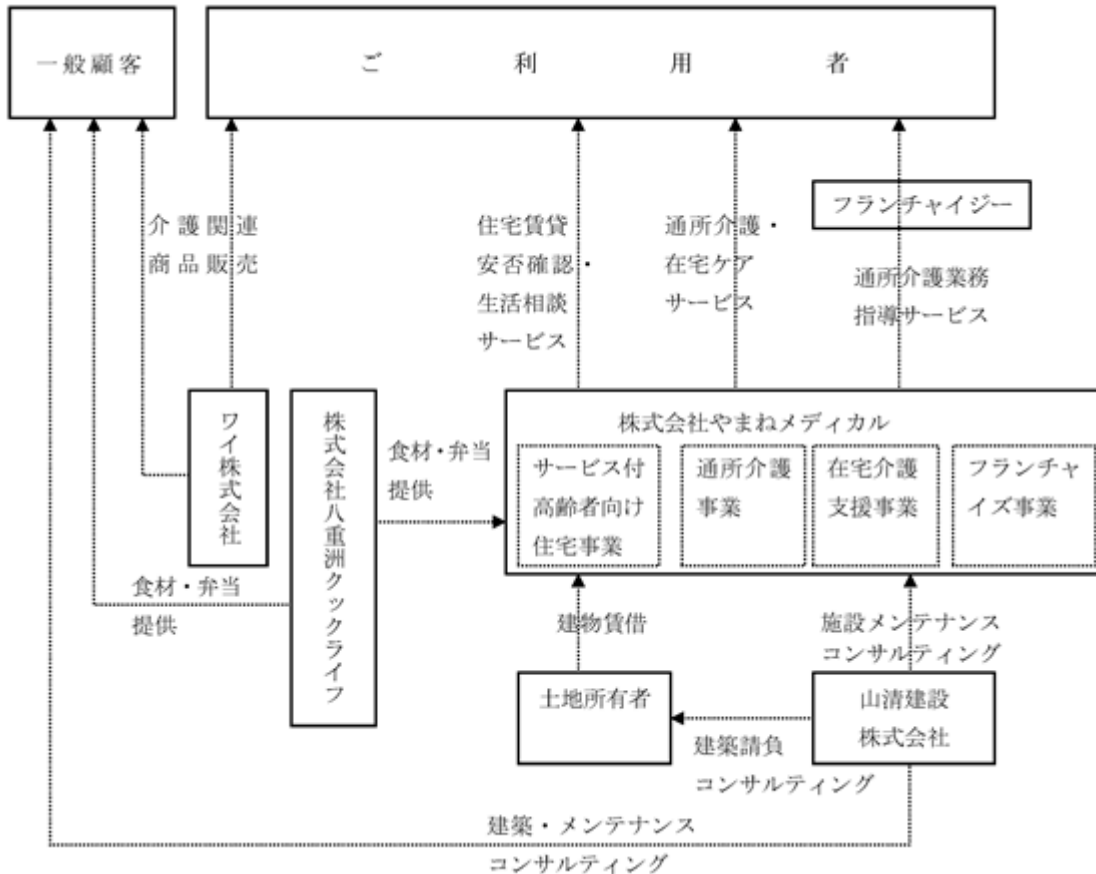 一般顧客
ご利用者
フランチャイジー
介護関連
商品販売
住宅賃貸
安否確認・
生活相談
サービス
通所介護・
在宅ケア
サービス
通所介護業務
指導サービス
ワイ株式会社
株式会社八重洲クックライフ
食材・弁当
提供
株式会社やまねメディカル
サービス付
高齢者向け
住宅事業
通所介護
事業
在宅介護
支援事業
フランチャ
イズ事業
食材・弁当
提供
建物賃借
施設メンテナンス
コンサルティング
土地所有者
山清建設
株式会社
建築請負
コンサルティング
建築・メンテナンス
コンサルティング